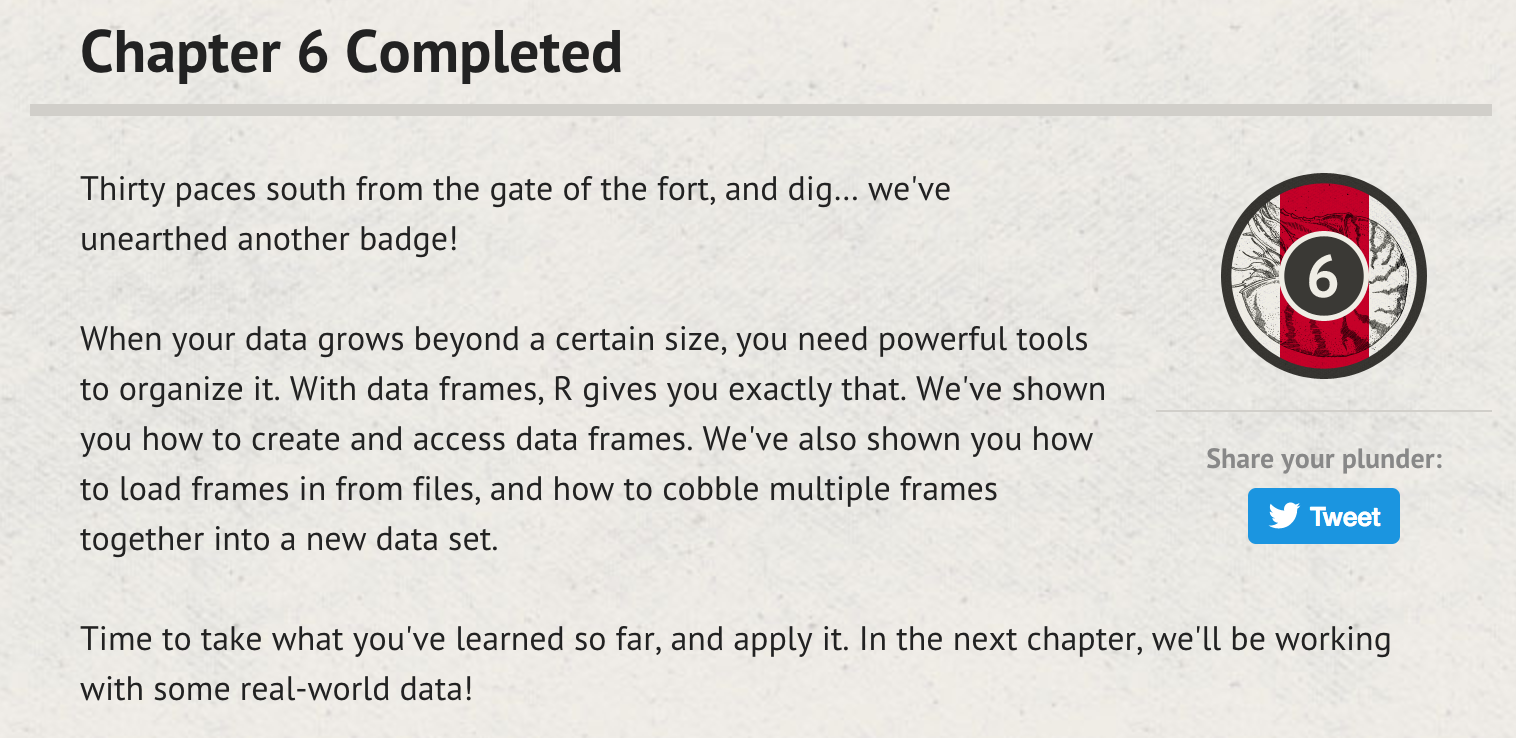 Chapter 6 Completed
Thirty paces south from the gate of the fort, and dig... we've
unearthed another badge!
6
When your data grows beyond a certain size, you need powerful tools
to organize it. With data frames, R gives you exactly that. We've shown
you how to create and access data frames. We've also shown you how
to load frames in from files, and how to cobble multiple frames
together into a new data set.
Share your plunder:
Tweet
Time to take what you've learned so far, and apply it. In the next chapter, we'll be working
with some real-world data!